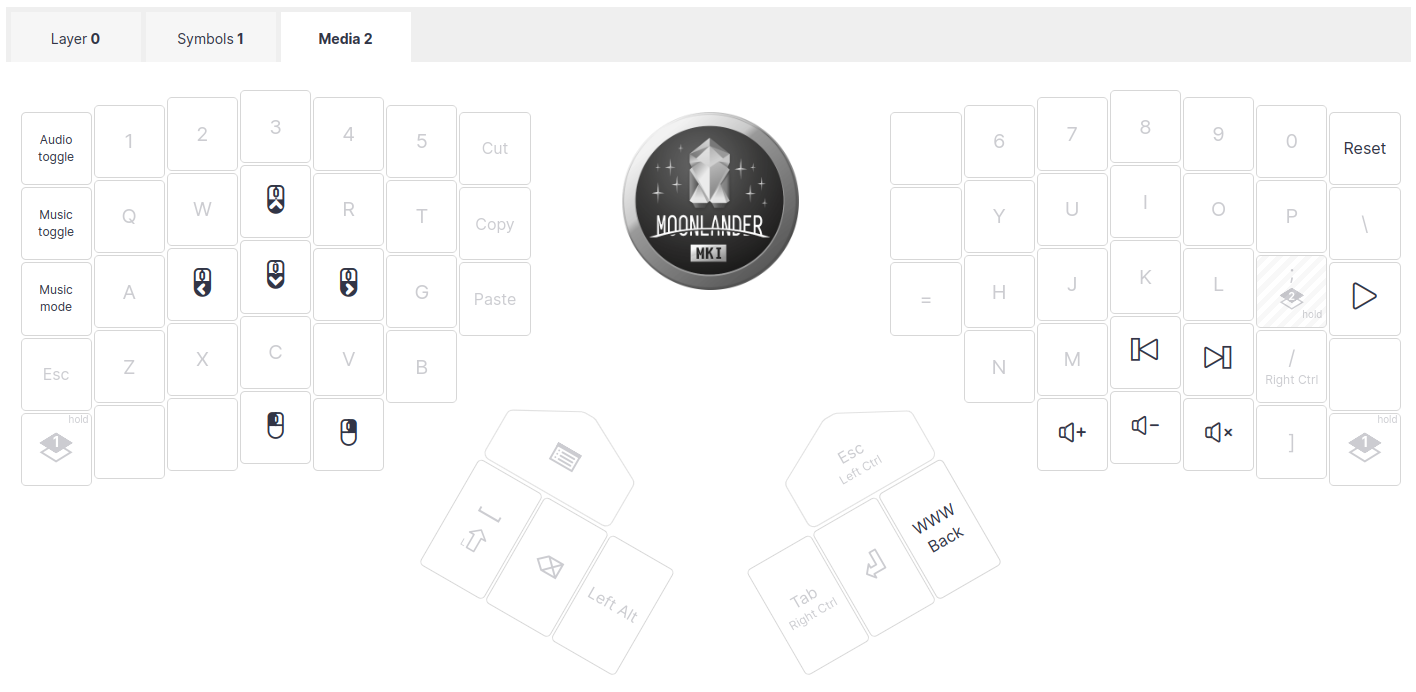 Layer 0
Symbols 1
Media 2
Audio
toggle
1
2
3
4
5
Cut
6
7
8
9
0
Reset
Music
toggle
Q
W
R
T
Copy
Y
U
I
O
P
\
Music
mode
A
G
Paste
=
H
J
K
L
;
2
hold
Esc
Z
X
C
V
B
N
M
/
Right Ctrl
hold
1
]
hold
1
MOONLANDER
MKI
[
Left Alt
Esc
Left Ctrl
WWW
Back
Tab
Right Ctrl